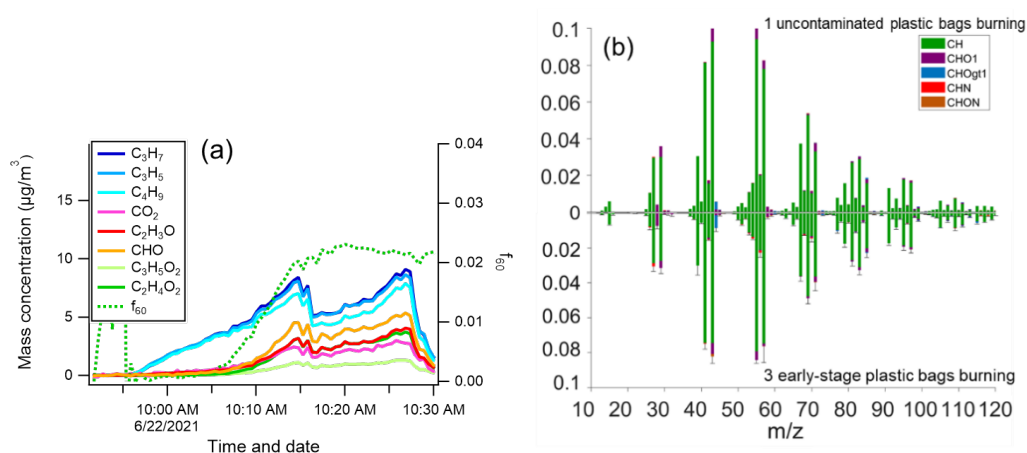 (a)
Mass concentration (µg/m³)
15
10
5
0
C₃H₇
C₃H₅
C₄H₉
CO₂
C₂H₃O
CHO
C₃H₅O₂
C₂H₄O₂
f₆₀
0.04
0.03
0.02
0.01
0.00
f₆₀
10:00 AM 10:10 AM 10:20 AM 10:30 AM
6/22/2021
Time and date
1 uncontaminated plastic bags burning
(b)
CH
CHO1
CHOgt1
CHN
CHON
0.1
0.08
0.06
0.04
0.02
0
0.02
0.04
0.06
0.08
0.1
3 early-stage plastic bags burning
10 20 30 40 50 60 70 80 90 100 110 120
m/z